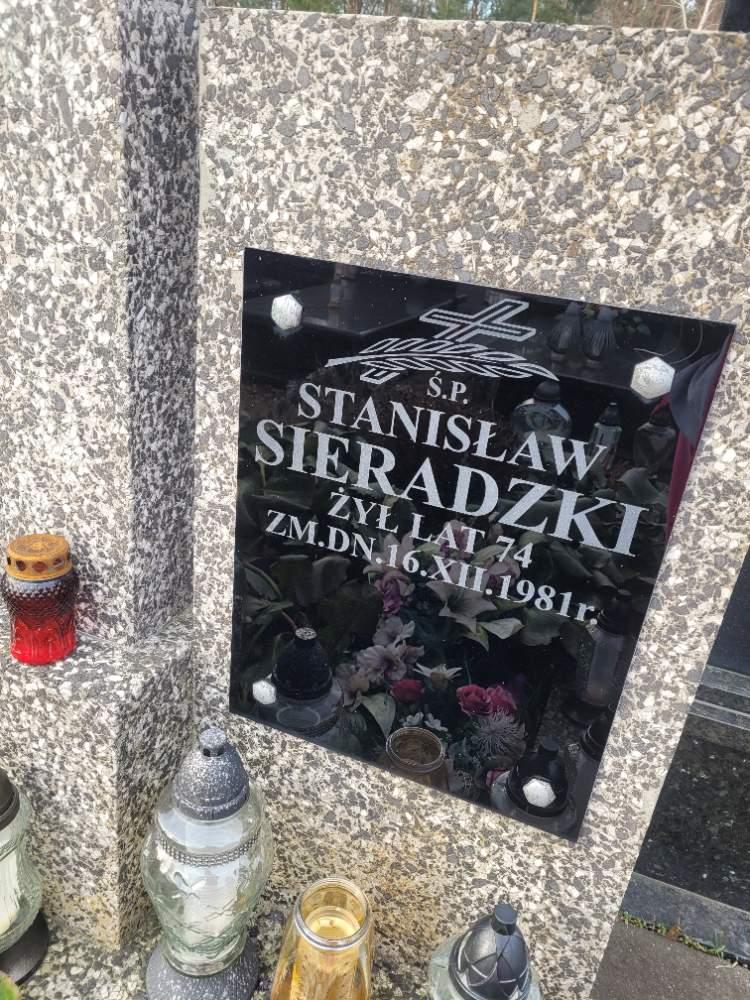 Ś.P.
STANISŁAW
SIERADZKI
ŻYŁ LAT 74
ZM.DN.16.XII.1981r.